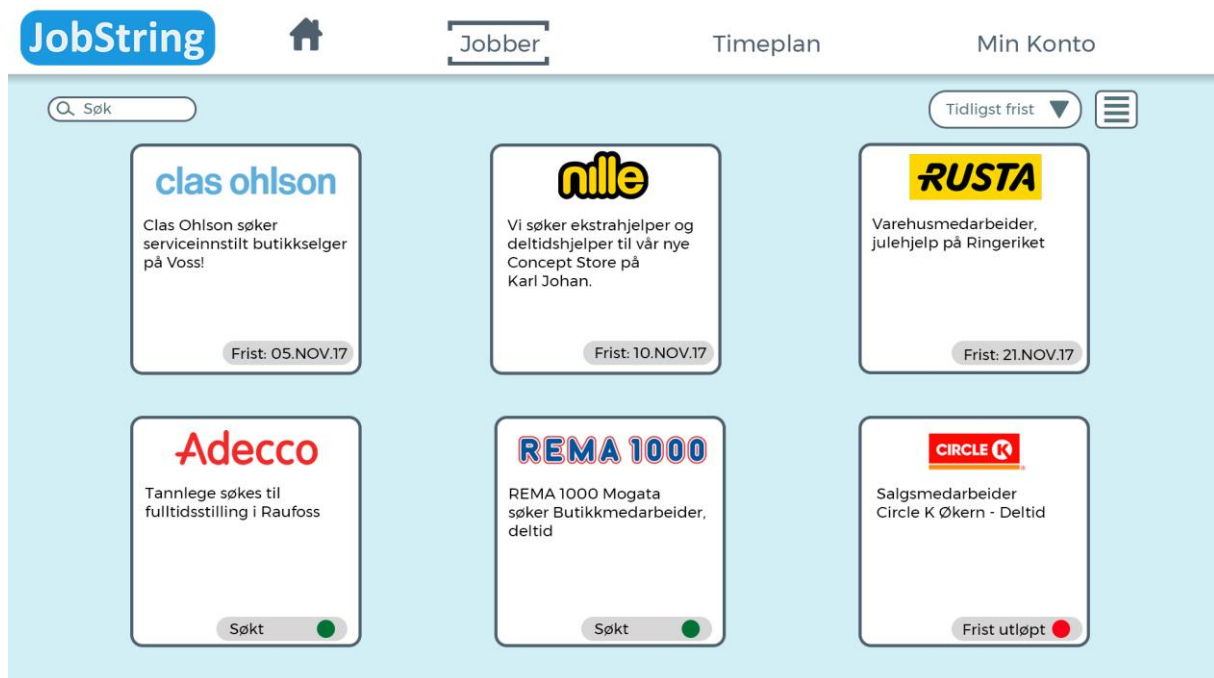 JobString
Jobber
Timeplan
Min Konto
Søk
Tidligst frist
clas ohlson
Clas Ohlson søker
serviceinnstilt butikkselger
på Voss!
Frist: 05.NOV.17
nille
Vi søker ekstrahjelper og
deltidshjelper til vår nye
Concept Store på
Karl Johan.
Frist: 10.NOV.17
RUSTA
Varehusmedarbeider,
julehjelp på Ringeriket
Frist: 21.NOV.17
Adecco
Tannlege søkes til
fulltidsstilling i Raufoss
Søkt
REMA 1000
REMA 1000 Mogata
søker Butikkmedarbeider,
deltid
Søkt
CIRCLE K
Salgsmedarbeider
Circle K Økern - Deltid
Frist utløpt